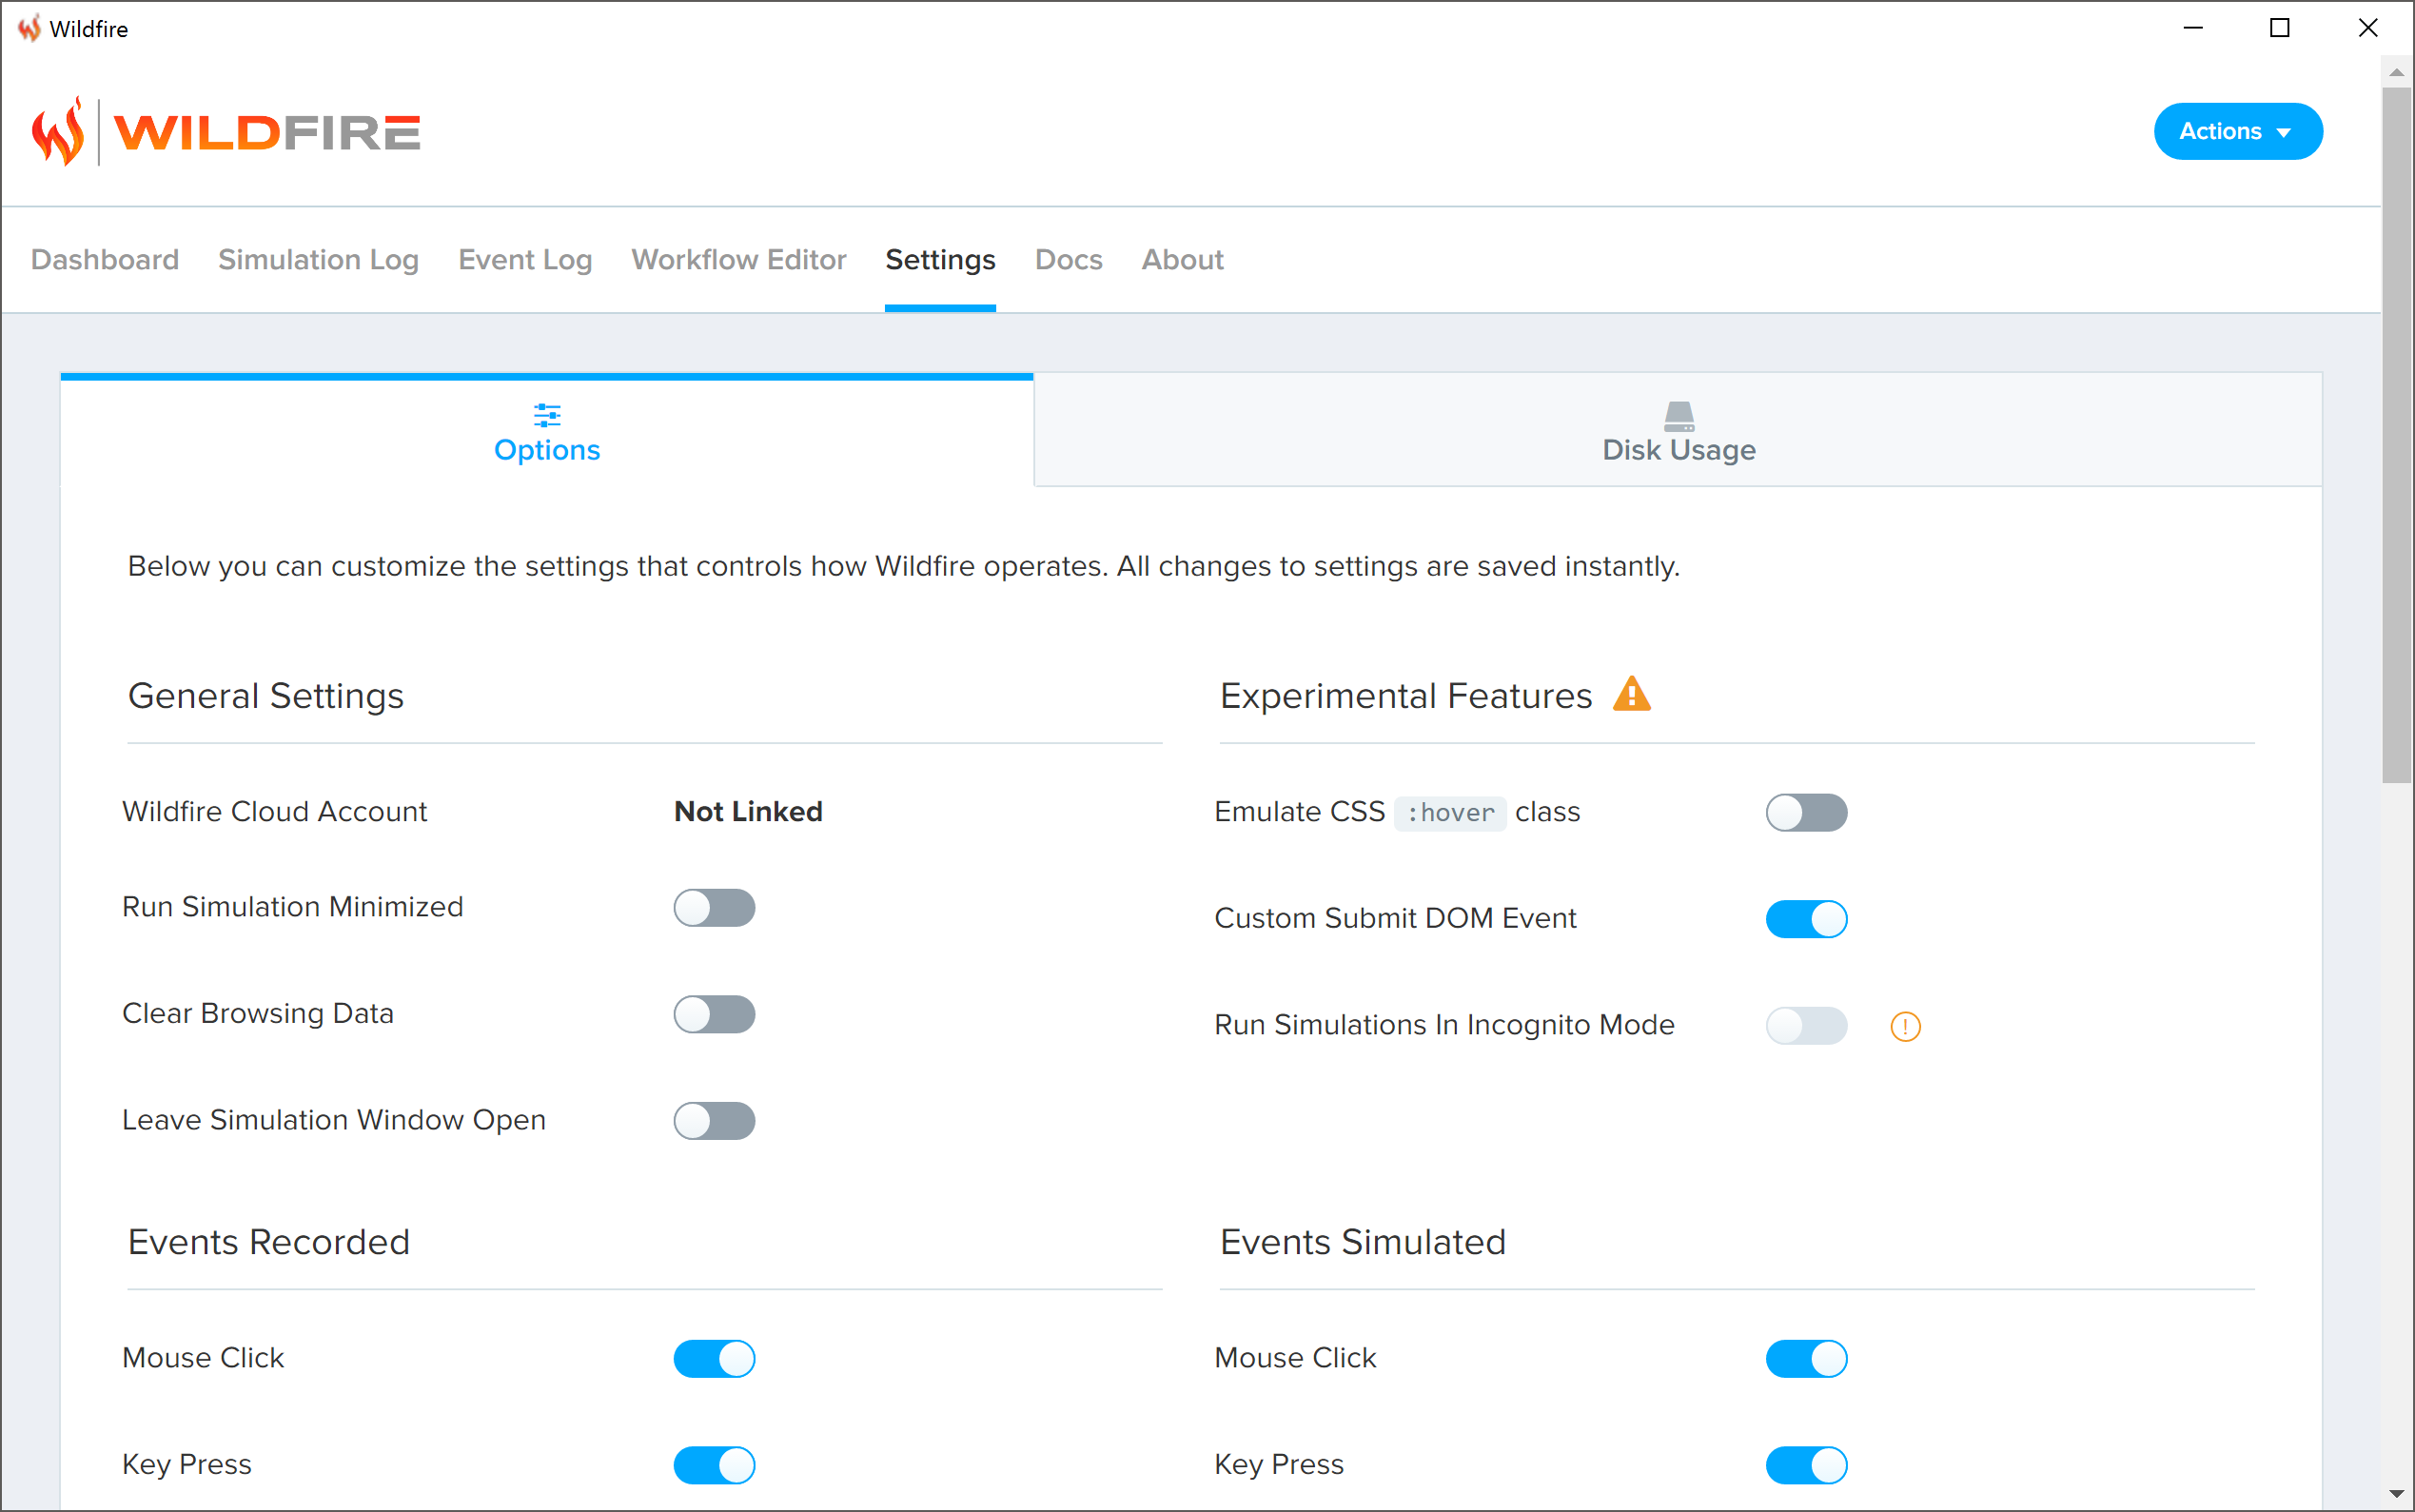 Wildfire
WILDFIRE
Actions
Dashboard Simulation Log Event Log Workflow Editor Settings Docs About
Options
Disk Usage
Below you can customize the settings that controls how Wildfire operates. All changes to settings are saved instantly.
General Settings
Wildfire Cloud Account Not Linked
Run Simulation Minimized
Clear Browsing Data
Leave Simulation Window Open
Experimental Features
Emulate CSS :hover class
Custom Submit DOM Event
Run Simulations In Incognito Mode
Events Recorded
Mouse Click
Key Press
Events Simulated
Mouse Click
Key Press